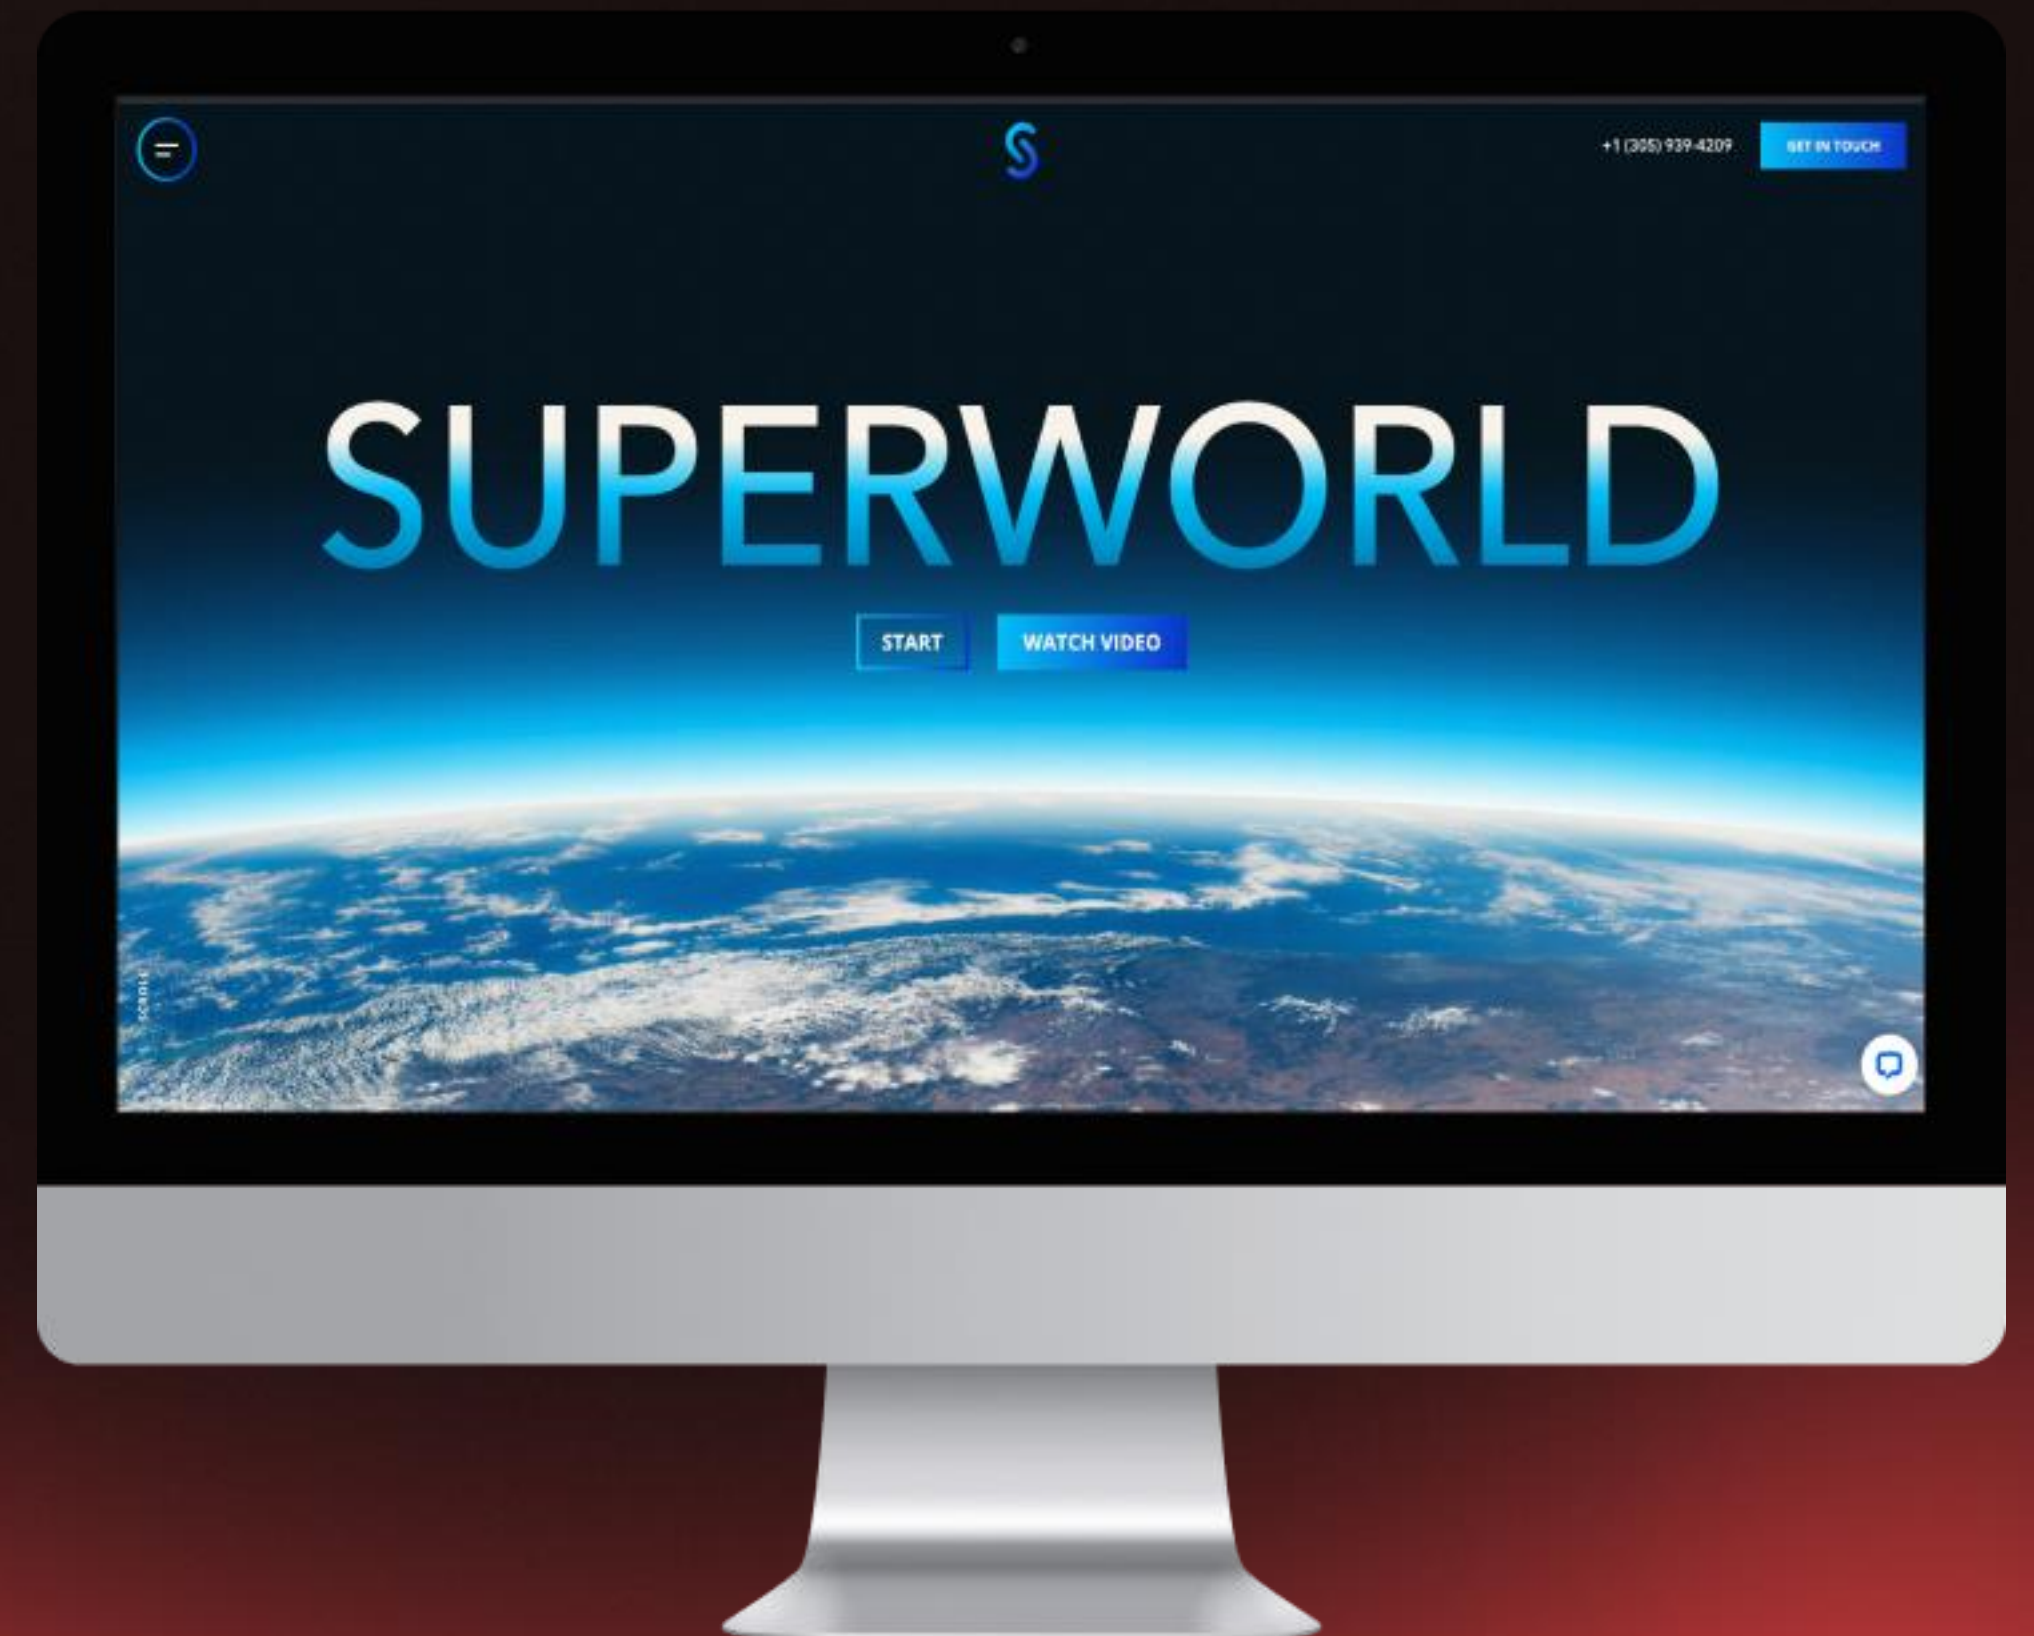 +1 (305) 939-4209
GET IN TOUCH
SUPERWORLD
START
WATCH VIDEO